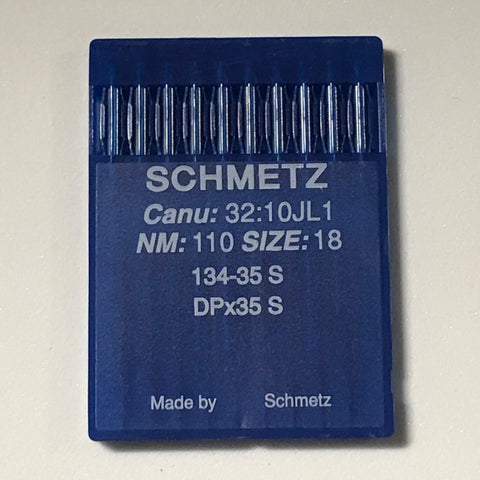 SCHMETZ
Canu: 32:10JL1
NM: 110 SIZE: 18
134-35 S
DPx35 S
Made by Schmetz